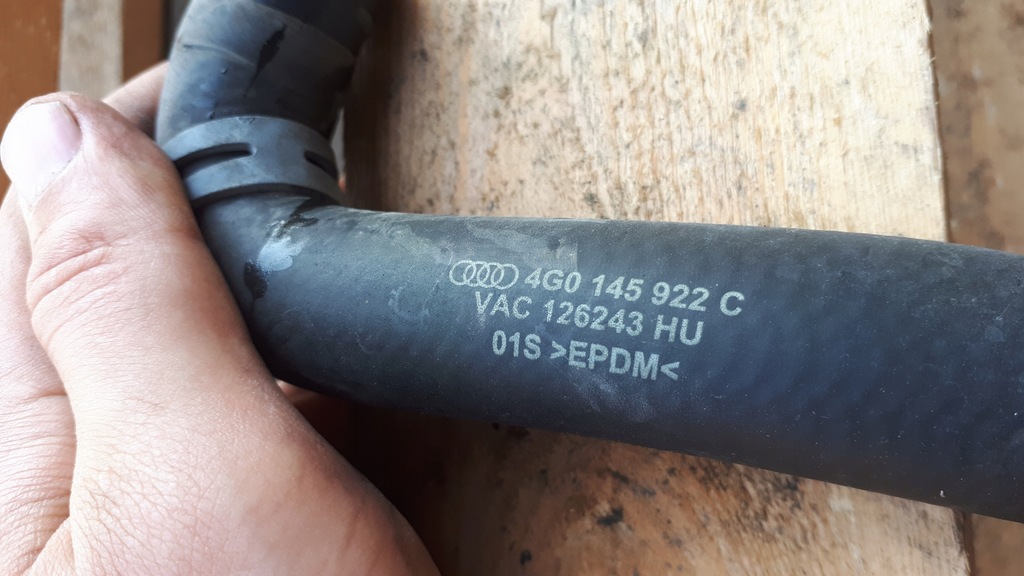 4G0 145 922 C
VAC 126243 HU
01S >EPDM<